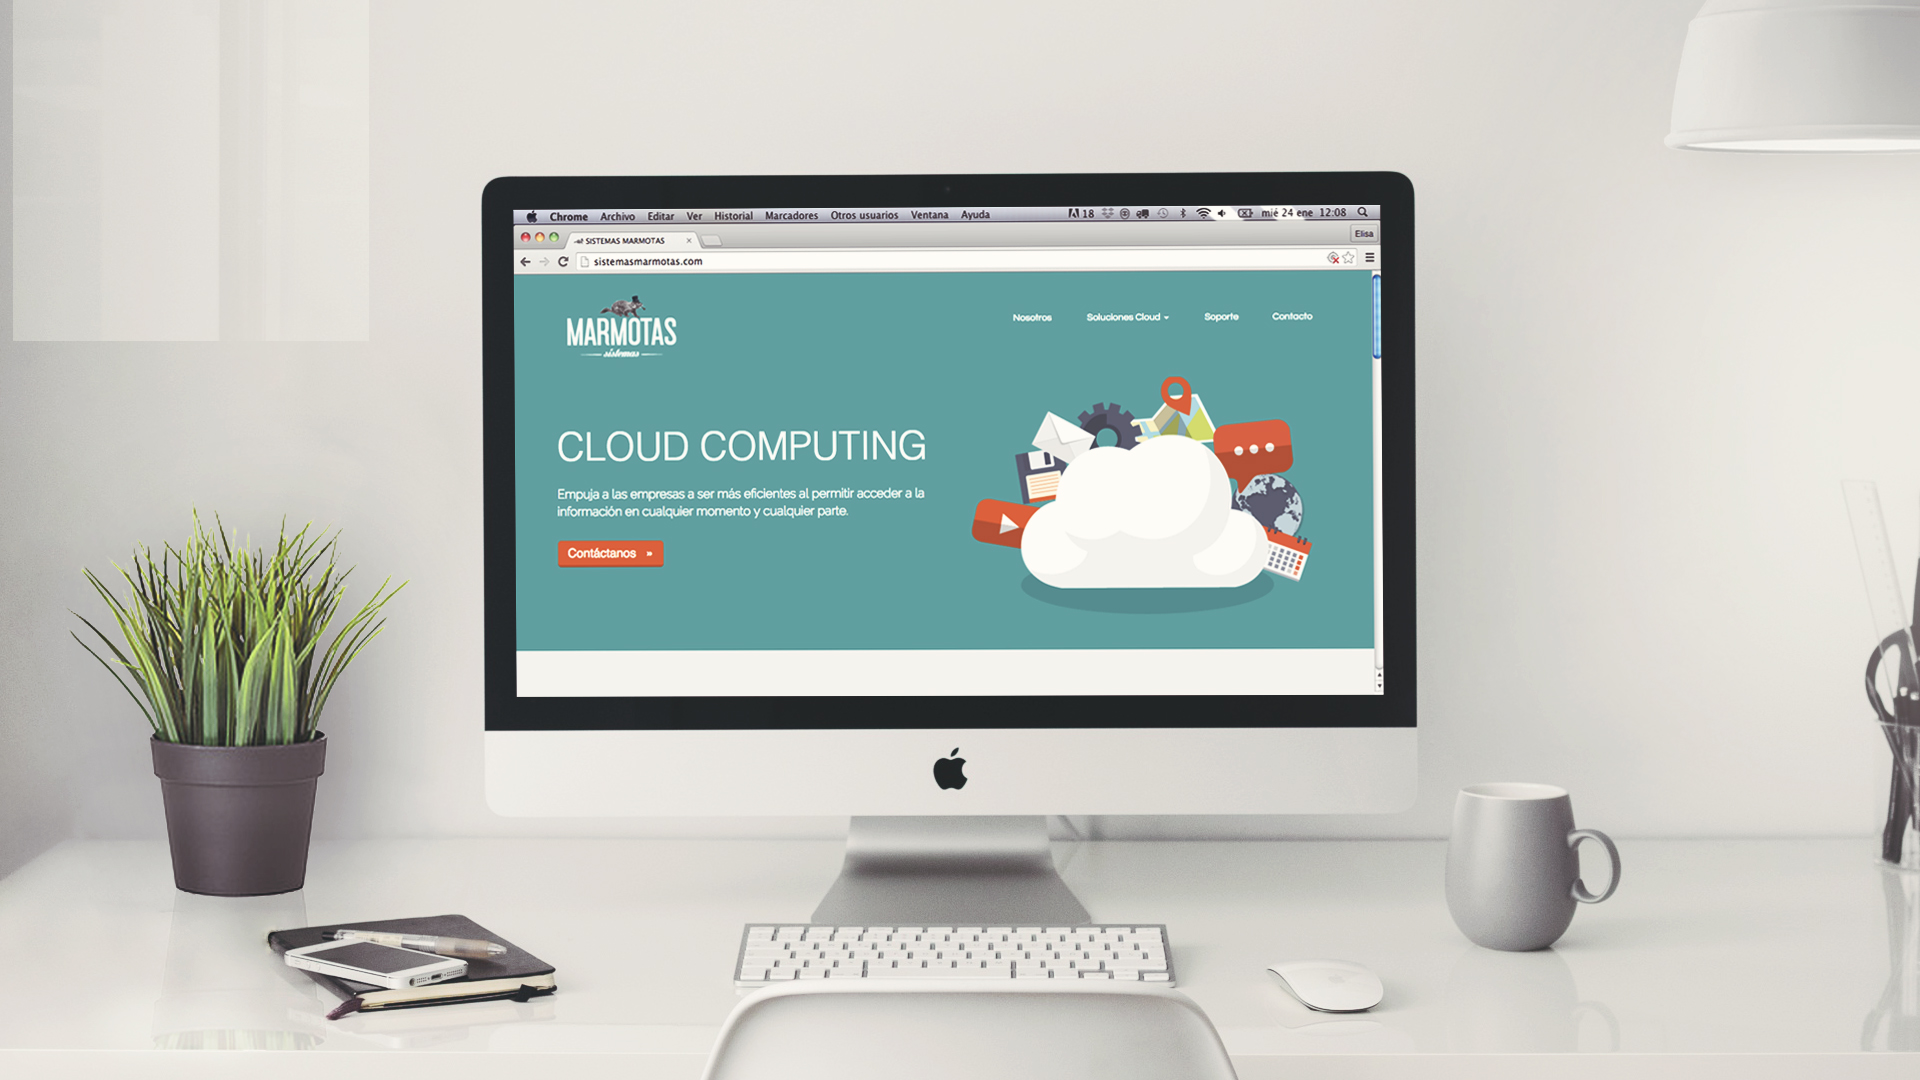 Chrome Archivo Editar Ver Historial Marcadores Otros usuarios Ventana Ayuda 18 mié 24 ene 12:08
SISTEMAS MARMOTAS
Elisa
sistemasmarmotas.com
MARMOTAS
sistemas
Nosotros Soluciones Cloud Soporte Contacto
CLOUD COMPUTING
Empuja a las empresas a ser más eficientes al permitir acceder a la
información en cualquier momento y cualquier parte.
Contáctanos »